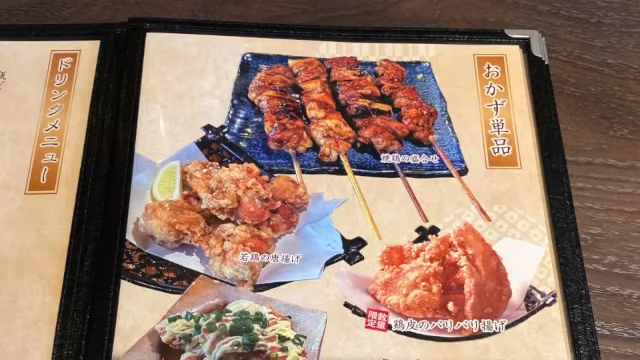 ドリンクメニュー
おかず単品
焼鶏の盛合せ
若鶏の唐揚げ
数量
限定
鶏皮のパリパリ揚げ